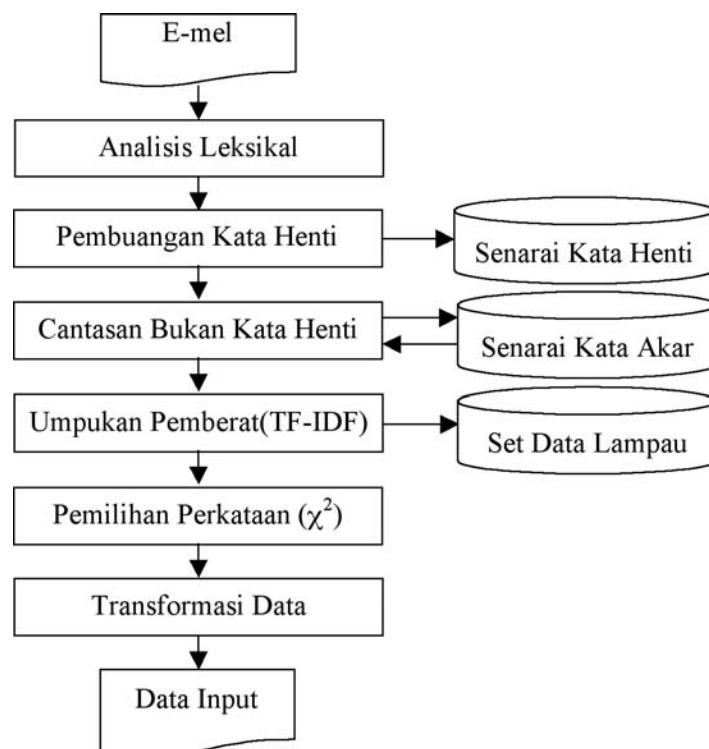 E-mel
Analisis Leksikal
Pembuangan Kata Henti
Senarai Kata Henti
Cantasan Bukan Kata Henti
Senarai Kata Akar
Umpukan Pemberat(TF-IDF)
Set Data Lampau
Pemilihan Perkataan (χ²)
Transformasi Data
Data Input